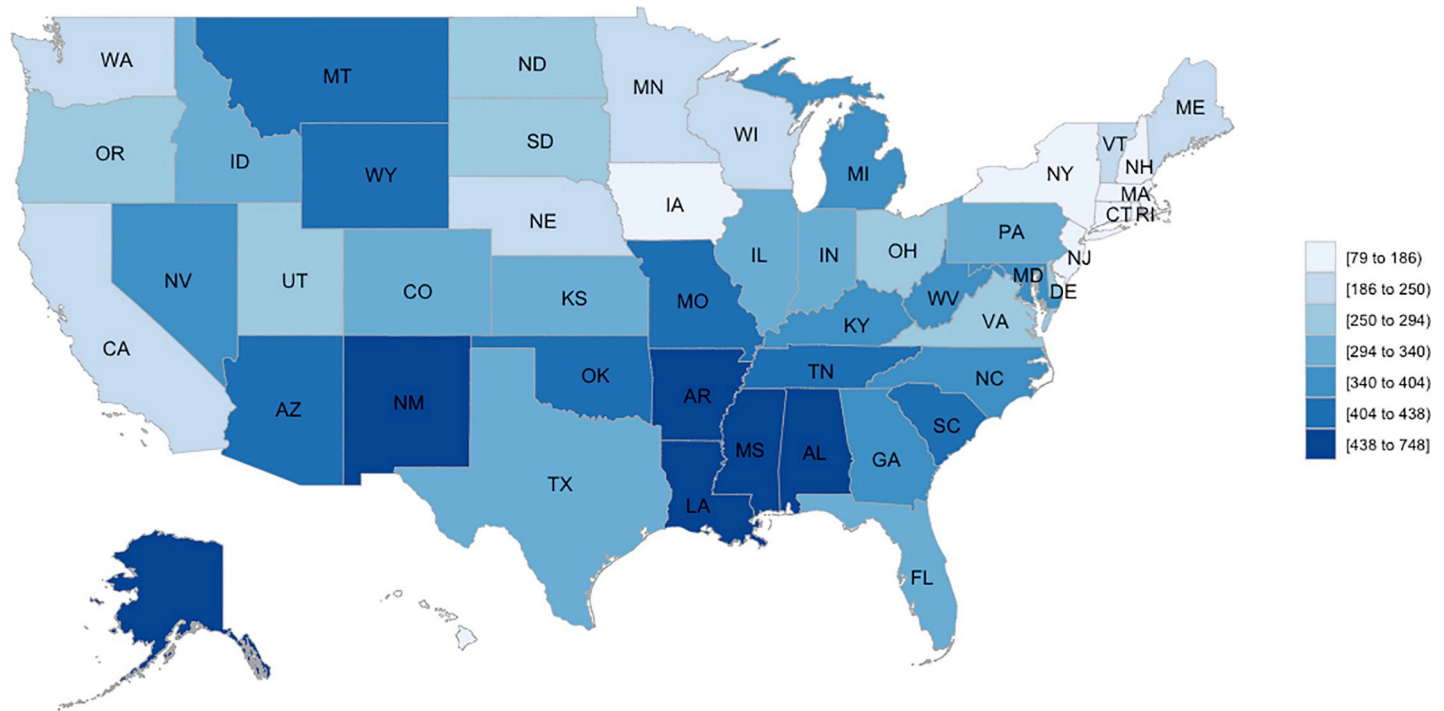 WA
MT
ND
MN
ME
OR
ID
SD
WI
VT
NH
WY
MI
NY
MA
IA
CT RI
NE
PA
NV
UT
CO
IL
IN
OH
NJ
KS
MO
WV
MD
DE
KY
VA
CA
AZ
NM
OK
AR
TN
NC
MS
AL
GA
SC
TX
LA
FL
[79 to 186)
[186 to 250)
[250 to 294)
[294 to 340)
[340 to 404)
[404 to 438)
[438 to 748]